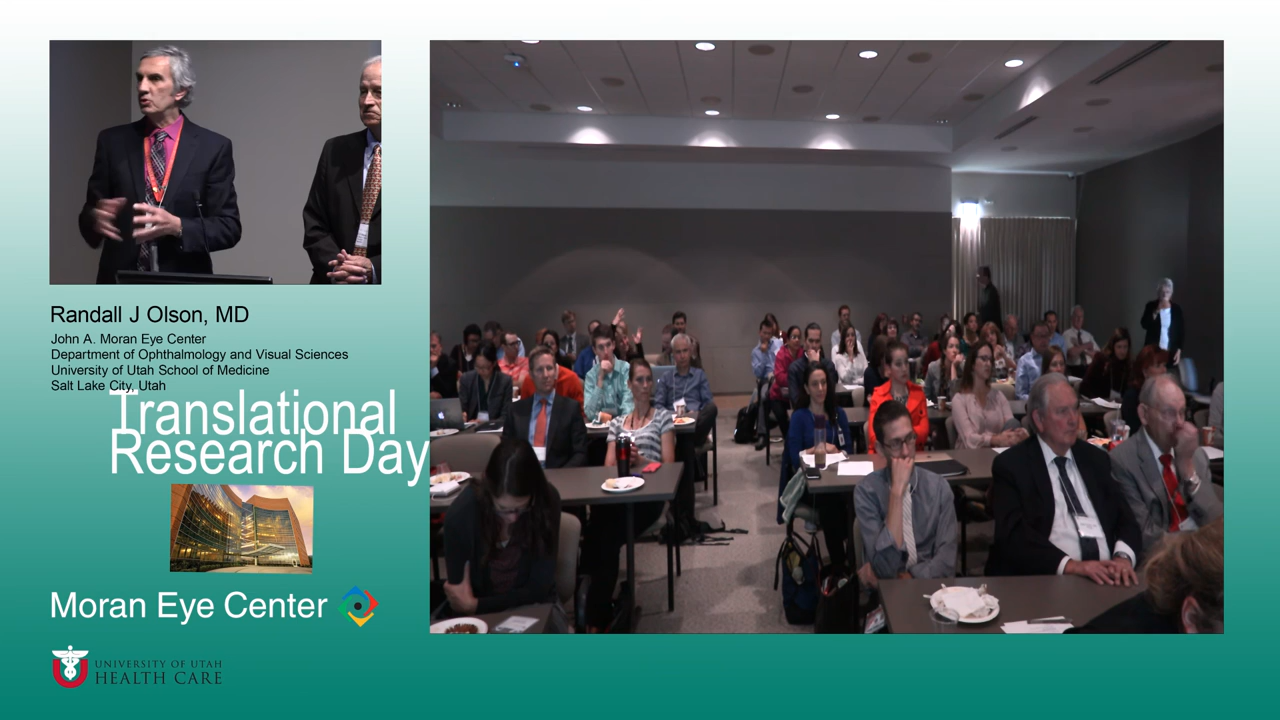 Randall J Olson, MD
John A. Moran Eye Center
Department of Ophthalmology and Visual Sciences
University of Utah School of Medicine
Salt Lake City, Utah
Translational
Research Day
Moran Eye Center
UNIVERSITY OF UTAH
HEALTH CARE